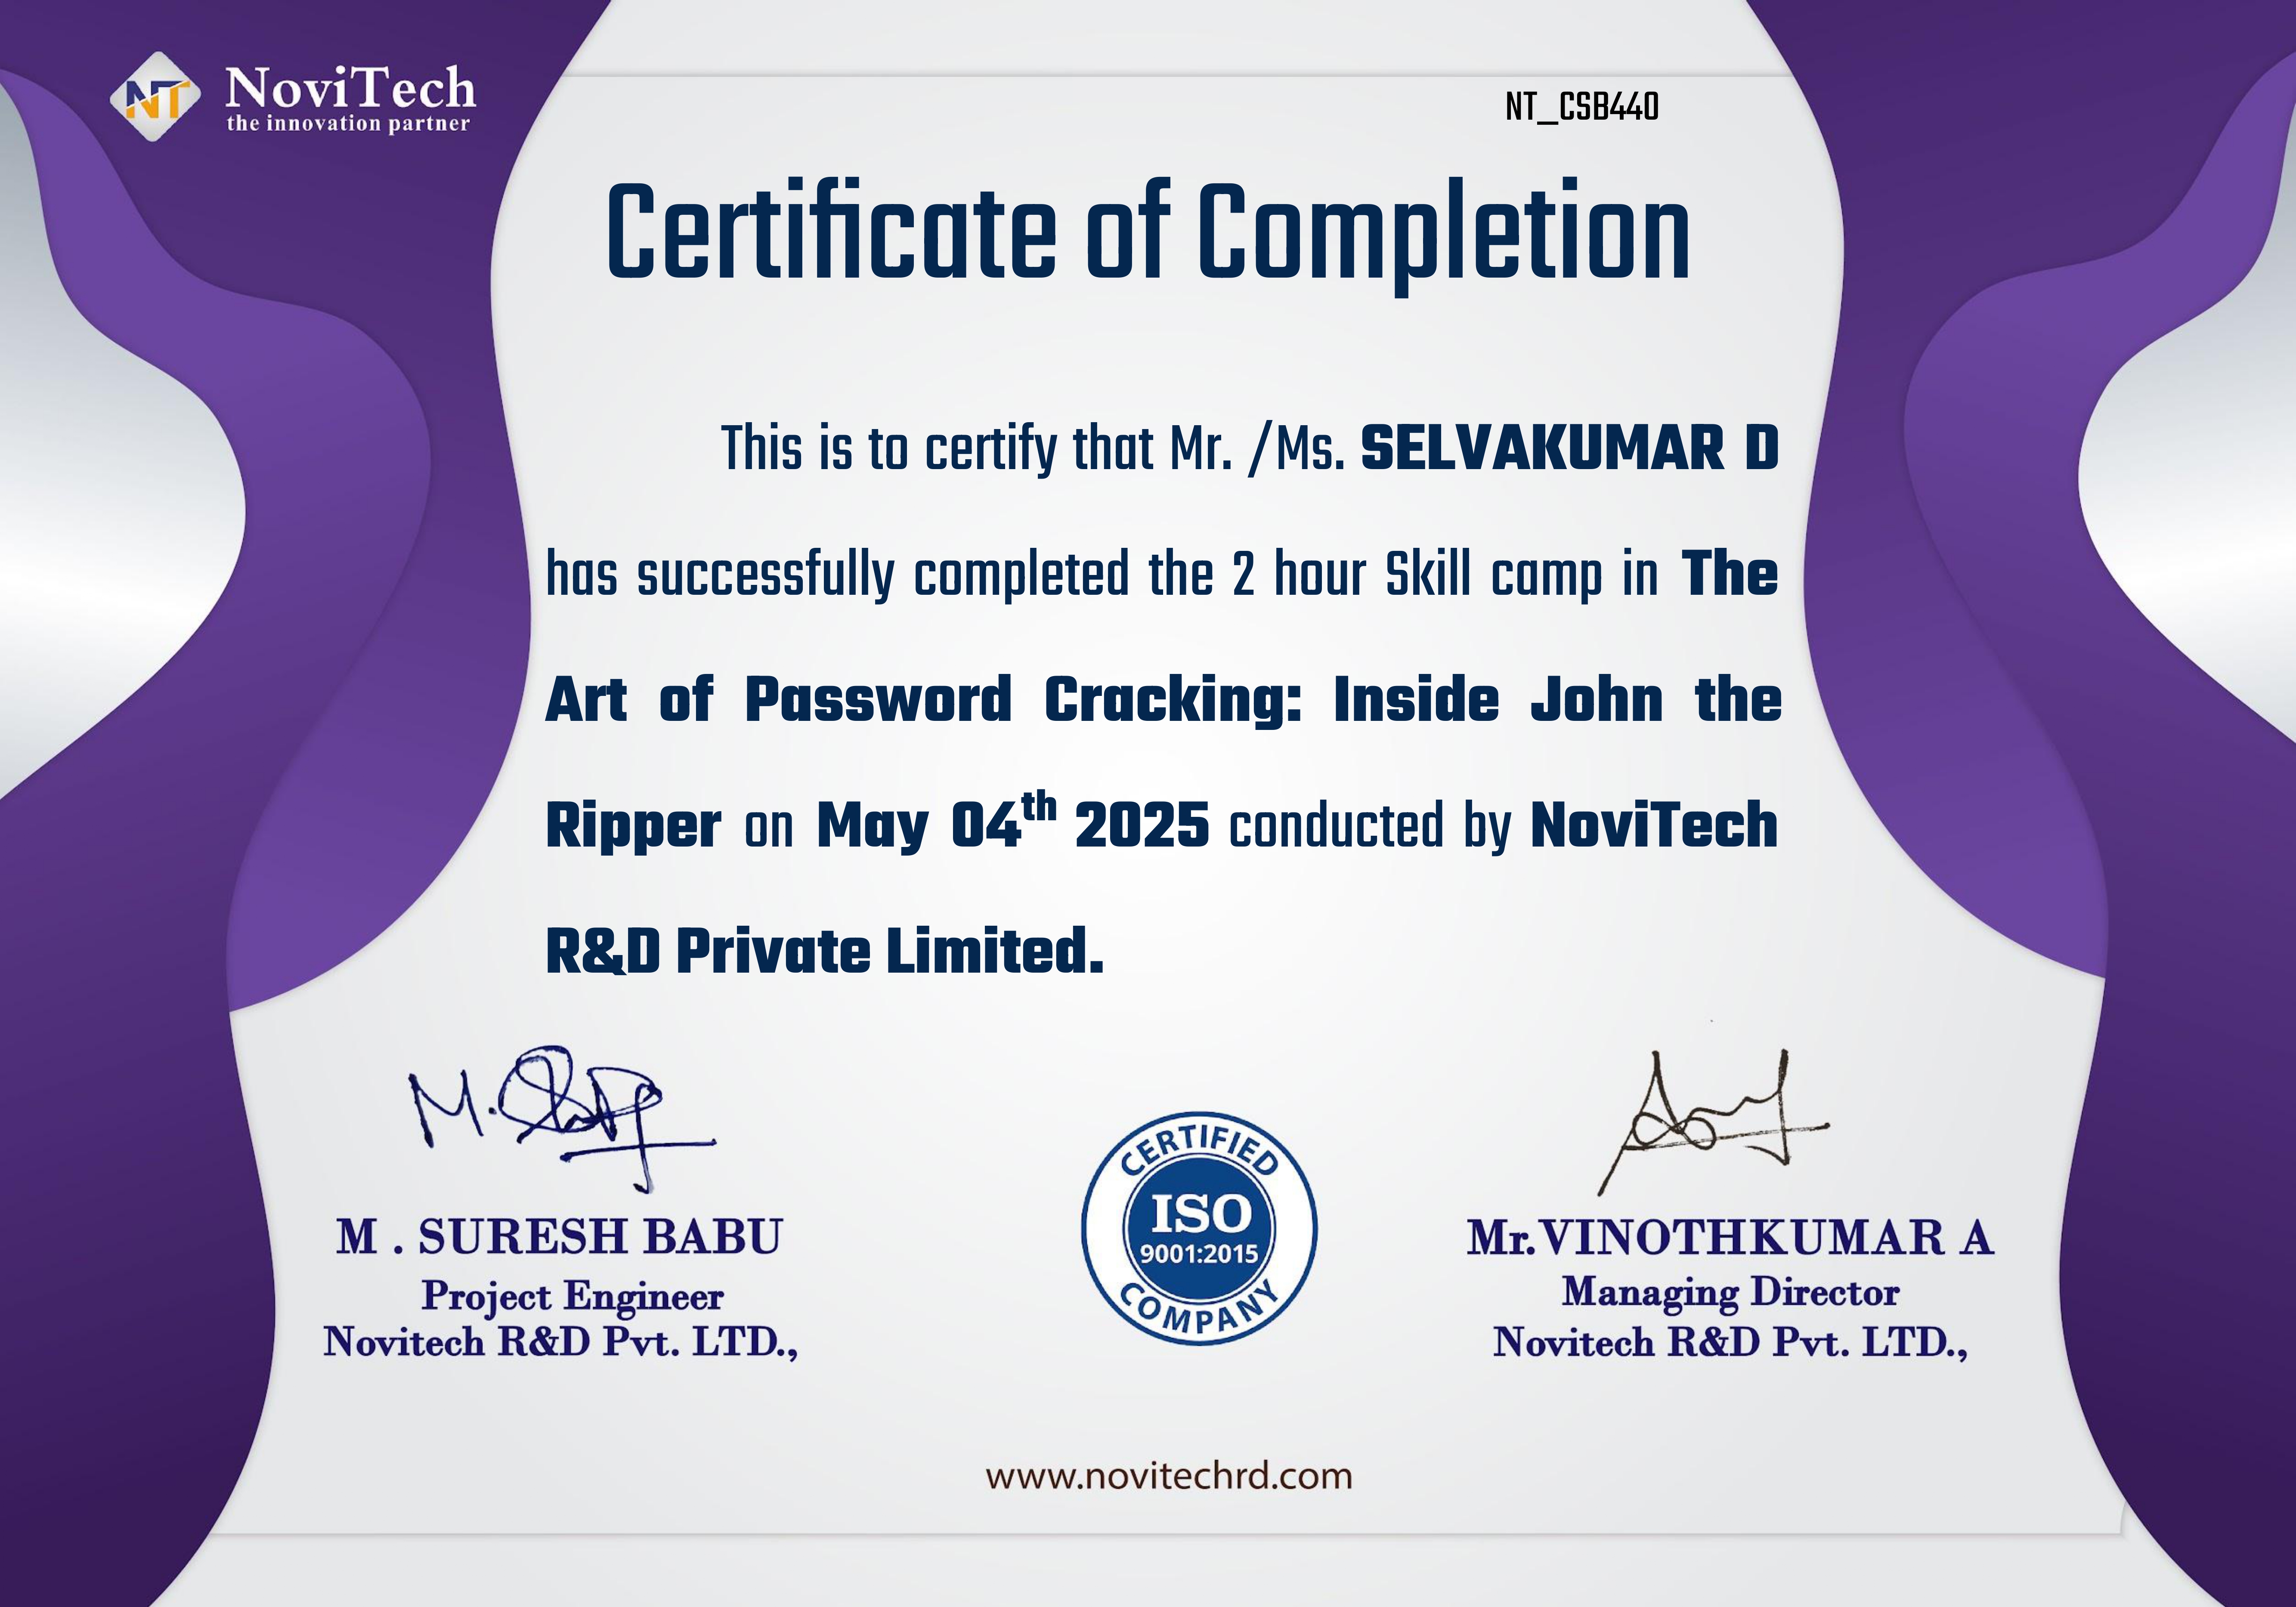 NT
NoviTech
the innovation partner
NT_CSB440
Certificate of Completion
This is to certify that Mr. /Ms. SELVAKUMAR D
has successfully completed the 2 hour Skill camp in The
Art of Password Cracking: Inside John the
Ripper on May 04th 2025 conducted by NoviTech
R&D Private Limited.
M . SURESH BABU
Project Engineer
Novitech R&D Pvt. LTD.,
CERTIFIED
ISO
9001:2015
COMPANY
Mr.VINOTHKUMAR A
Managing Director
Novitech R&D Pvt. LTD.,
www.novitechrd.com